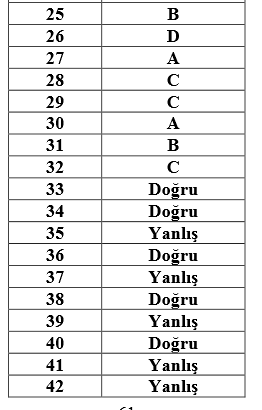 25 B
26 D
27 A
28 C
29 C
30 A
31 B
32 C
33 Doğru
34 Doğru
35 Yanlış
36 Doğru
37 Yanlış
38 Doğru
39 Yanlış
40 Doğru
41 Yanlış
42 Yanlış